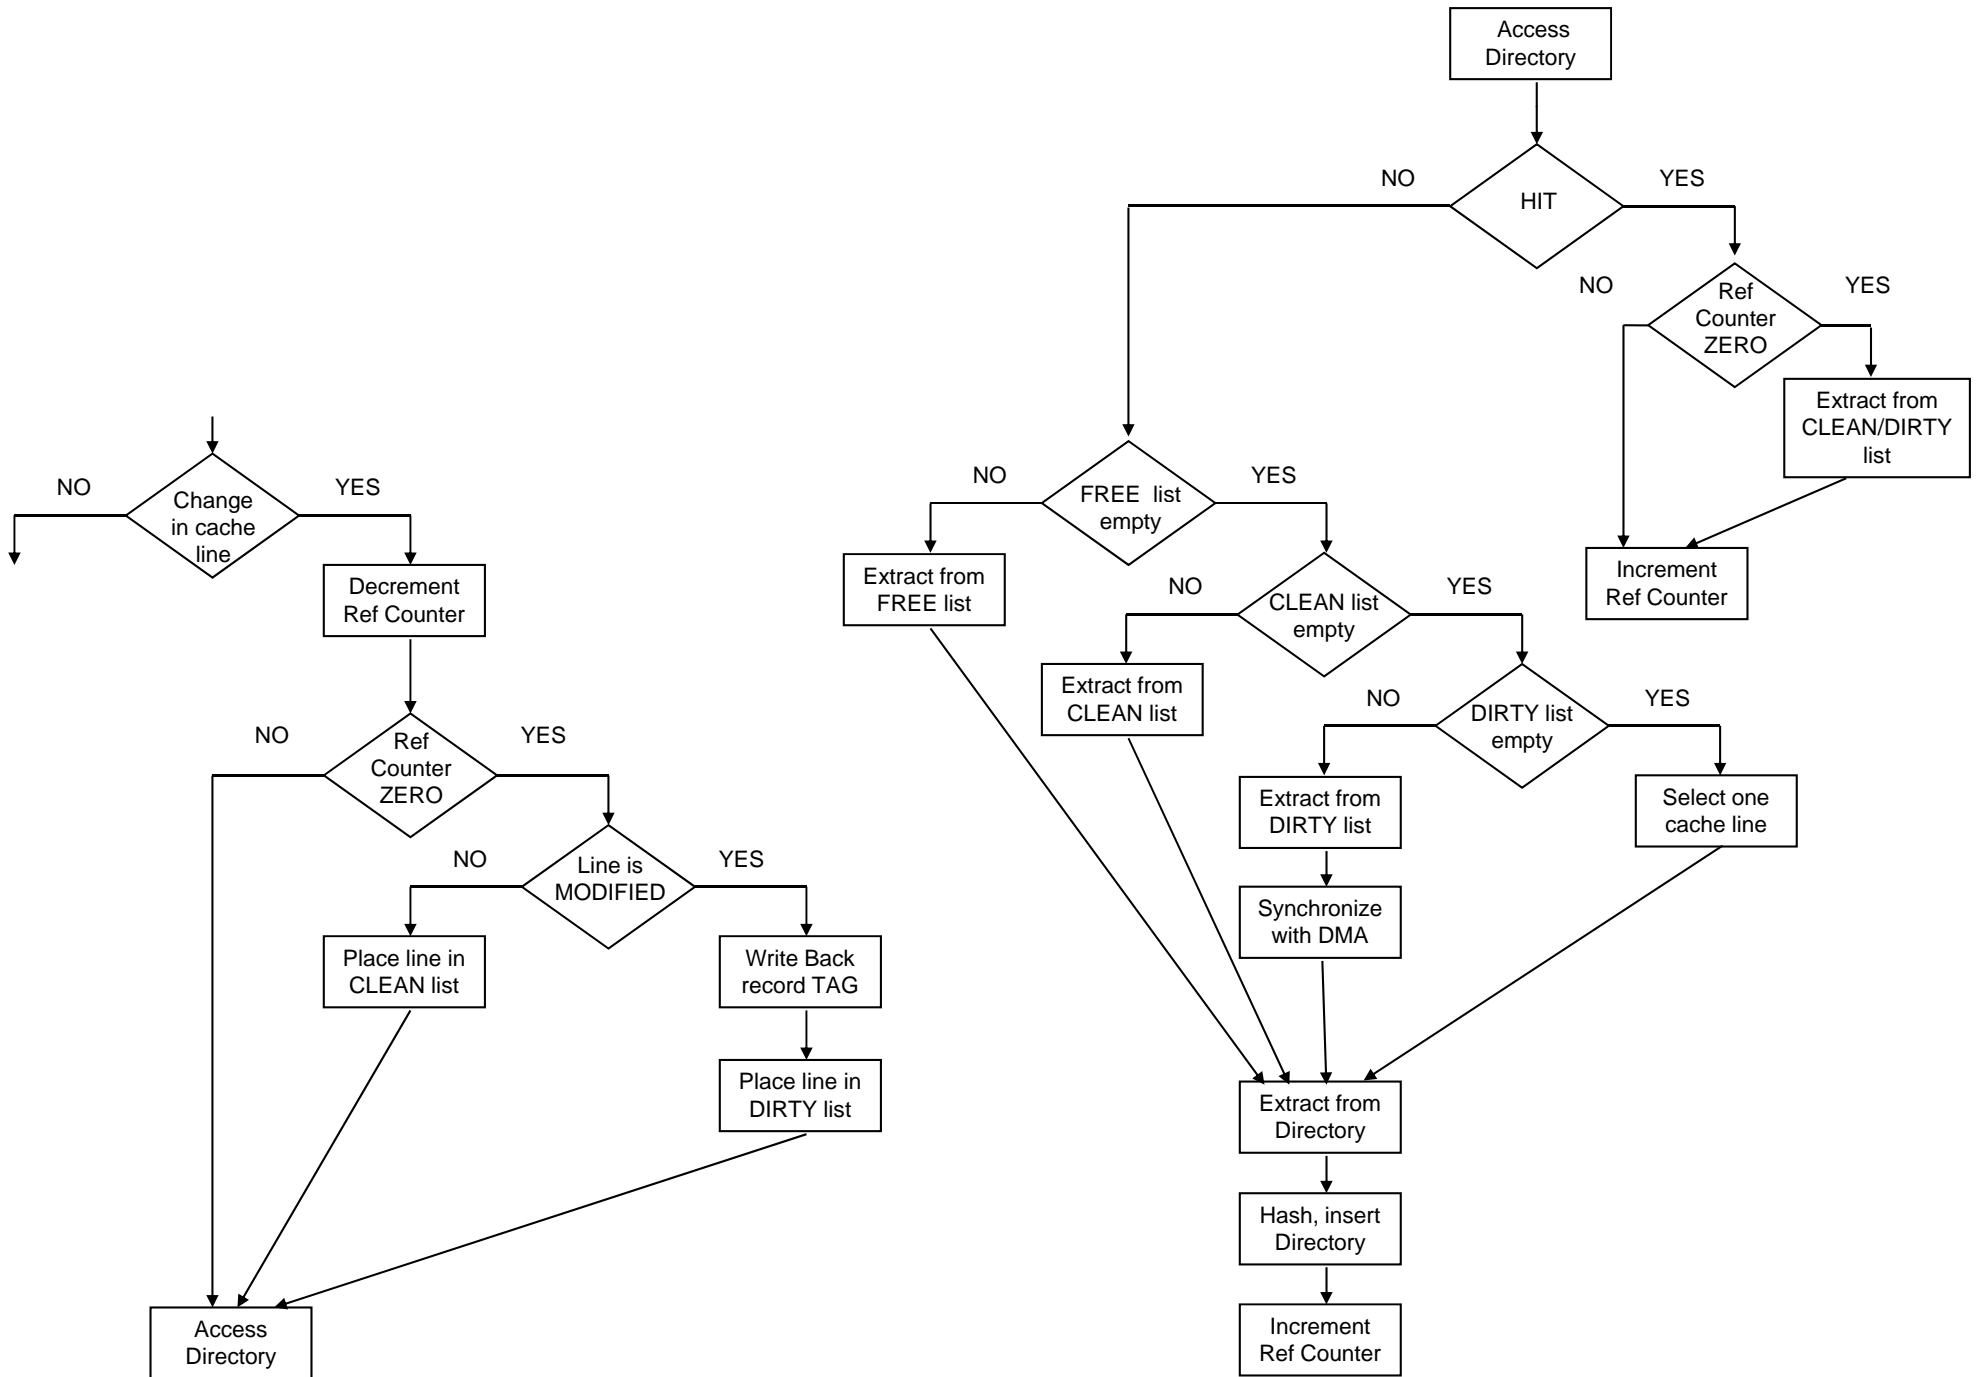 Access
Directory
NO
YES
HIT
NO
YES
Ref
Counter
ZERO
Extract from
CLEAN/DIRTY
list
Increment
Ref Counter
NO
YES
FREE list
empty
Extract from
FREE list
NO
YES
CLEAN list
empty
Extract from
CLEAN list
NO
YES
DIRTY list
empty
Extract from
DIRTY list
Select one
cache line
Synchronize
with DMA
Extract from
Directory
Hash, insert
Directory
Increment
Ref Counter
NO
YES
Change
in cache
line
Decrement
Ref Counter
NO
YES
Ref
Counter
ZERO
NO
YES
Line is
MODIFIED
Place line in
CLEAN list
Write Back
record TAG
Place line in
DIRTY list
Access
Directory